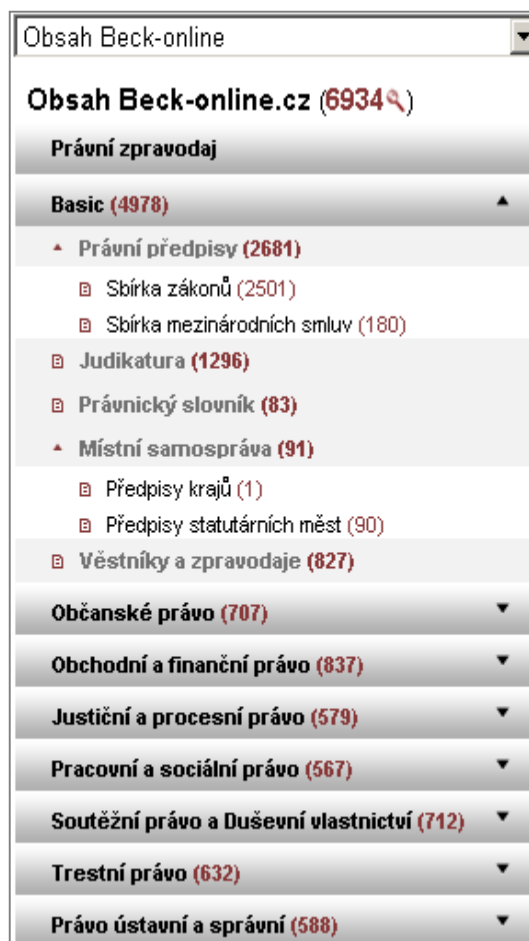 Obsah Beck-online
Obsah Beck-online.cz (6934)
Právní zpravodaj
Basic (4978)
Právní předpisy (2681)
Sbírka zákonů (2501)
Sbírka mezinárodních smluv (180)
Judikatura (1296)
Právnický slovník (83)
Místní samospráva (91)
Předpisy krajů (1)
Předpisy statutárních měst (90)
Věstníky a zpravodaje (827)
Občanské právo (707)
Obchodní a finanční právo (837)
Justiční a procesní právo (579)
Pracovní a sociální právo (567)
Soutěžní právo a Duševní vlastnictví (712)
Trestní právo (632)
Právo ústavní a správní (588)